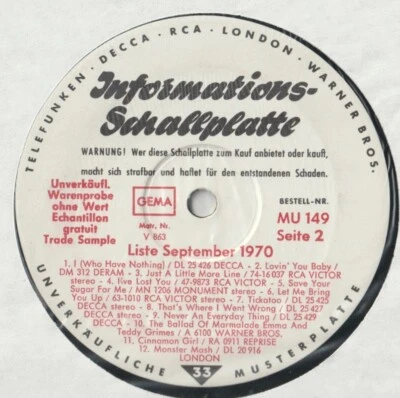 TELEFUNKEN · DECCA · RCA · LONDON · WARNER BROS.
Informations-
Schallplatte
WARNUNG! Wer diese Schallplatte zum Kauf anbietet oder kauft,
macht sich strafbar und haftet für den entstandenen Schaden.
Unverkäufl.
Warenprobe
ohne Wert
Echantillon
gratuit
Trade Sample
GEMA
Matr. Nr.
V 863
BESTELL-NR.
MU 149
Seite 2
Liste September 1970
1. I (Who Have Nothing) / DL 25 426 DECCA - 2. Lovin' You Baby /
DM 312 DERAM - 3. Just A Little More Line / 74-16 037 RCA VICTOR
stereo - 4. Live Lost You / 47-9873 RCA VICTOR - 5. Save Your
Sugar For Me / MN 1206 MONUMENT stereo - 6. Let Me Bring
You Up / 63-1010 RCA VICTOR stereo - 7. Tickatoo / DL 25 425
DECCA stereo - 8. That's Where I Went Wrong / DL 25 427
DECCA stereo - 9. Never An Everyday Thing / DL 25 429
DECCA - 10. The Ballad Of Marmalade Emma And
Teddy Grimes / A 6100 WARNER BROS.
11. Cinnamon Girl / RA 0911 REPRISE
12. Monster Mash / DL 20 916
LONDON
UNVERKÄUFLICHE MUSTERPLATTE
33